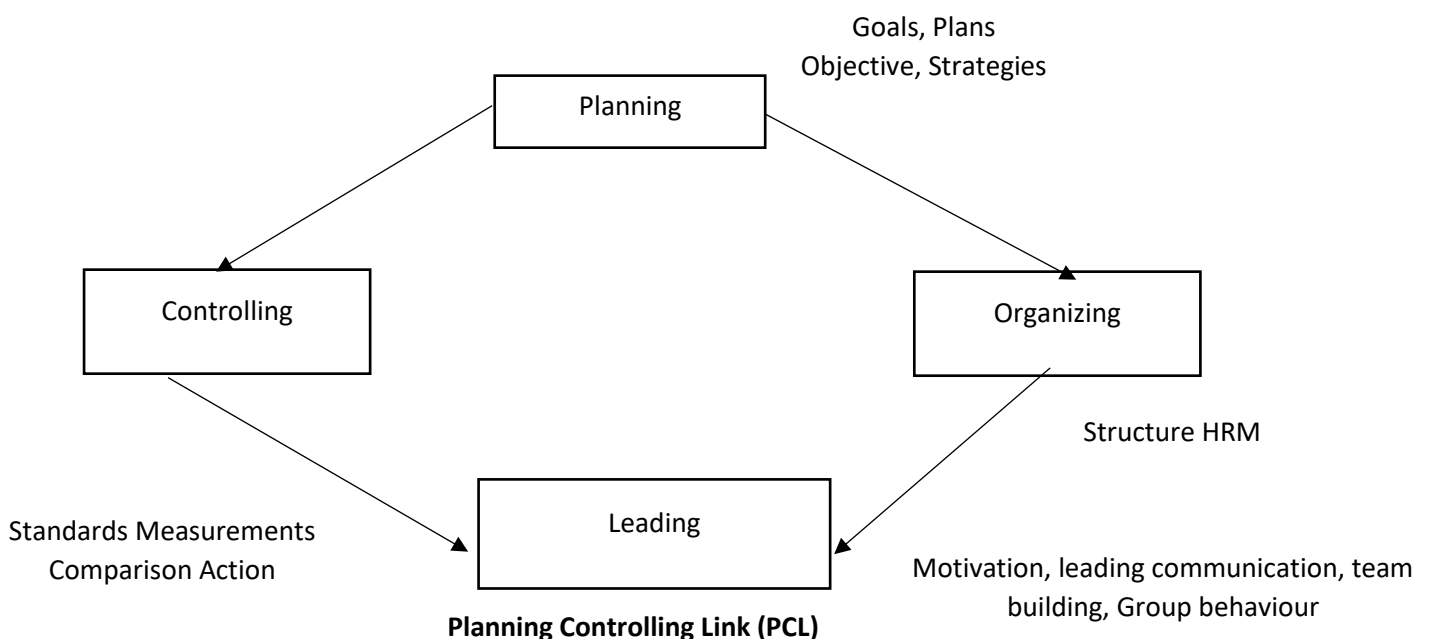 Goals, Plans
Objective, Strategies
Planning
Controlling
Organizing
Structure HRM
Leading
Standards Measurements
Comparison Action
Motivation, leading communication, team
building, Group behaviour
Planning Controlling Link (PCL)